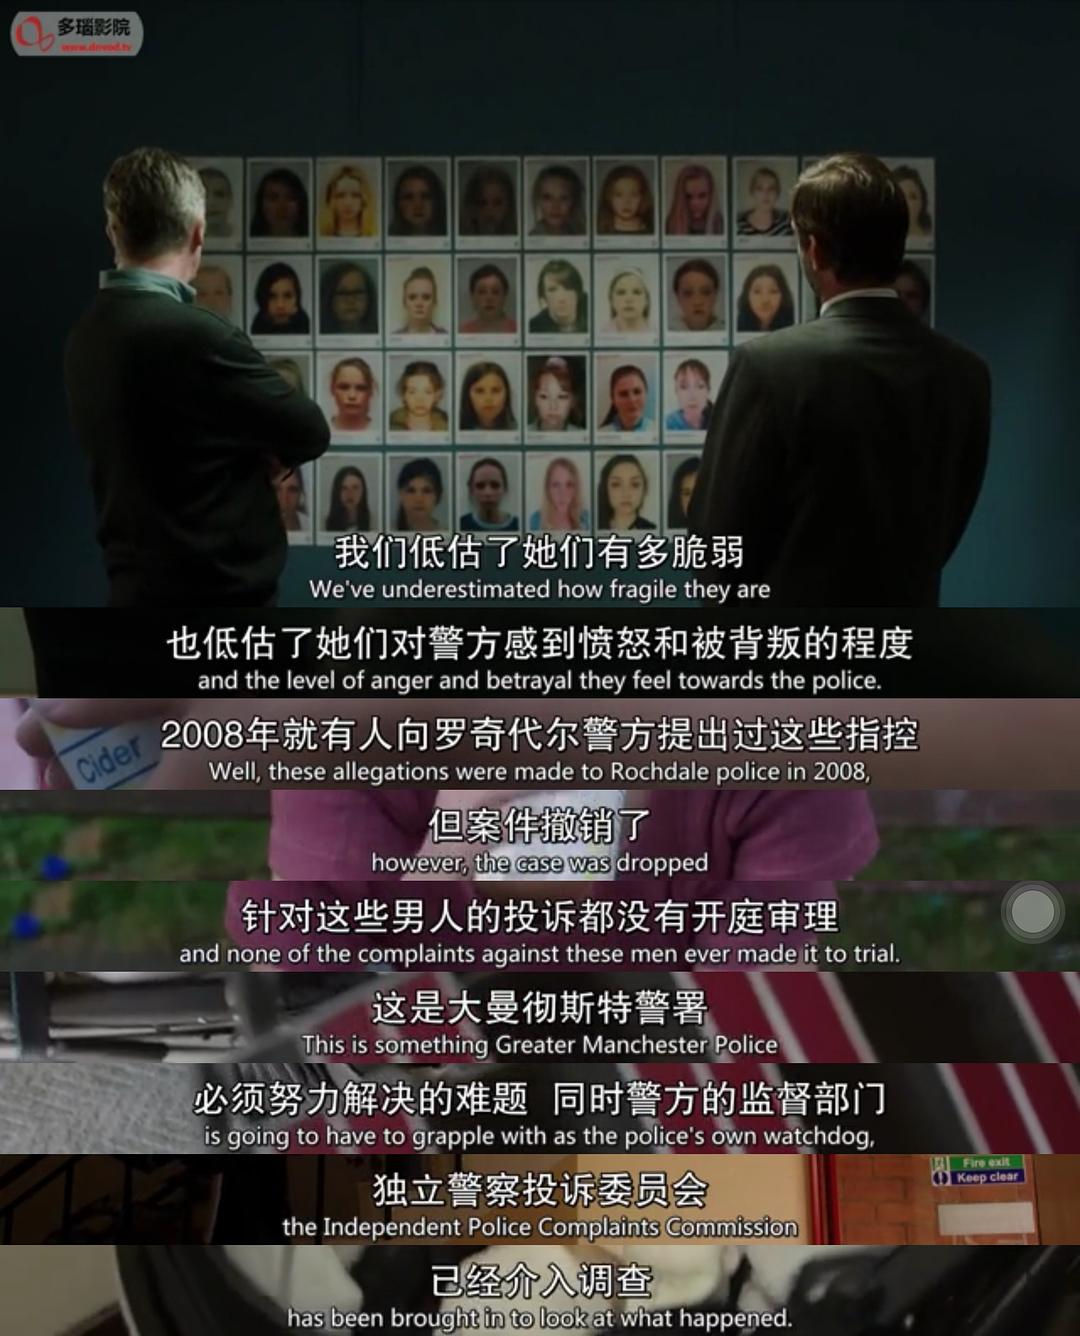 多瑙影院
www.dnvod.tv
我们低估了她们有多脆弱
We've underestimated how fragile they are
也低估了她们对警方感到愤怒和被背叛的程度
and the level of anger and betrayal they feel towards the police.
Cider
2008年就有人向罗奇代尔警方提出过这些指控
Well, these allegations were made to Rochdale police in 2008,
但案件撤销了
however, the case was dropped
针对这些男人的投诉都没有开庭审理
and none of the complaints against these men ever made it to trial.
这是大曼彻斯特警署
This is something Greater Manchester Police
必须努力解决的难题 同时警方的监督部门
is going to have to grapple with as the police's own watchdog,
Fire exit
Keep clear
独立警察投诉委员会
the Independent Police Complaints Commission
已经介入调查
has been brought in to look at what happened.